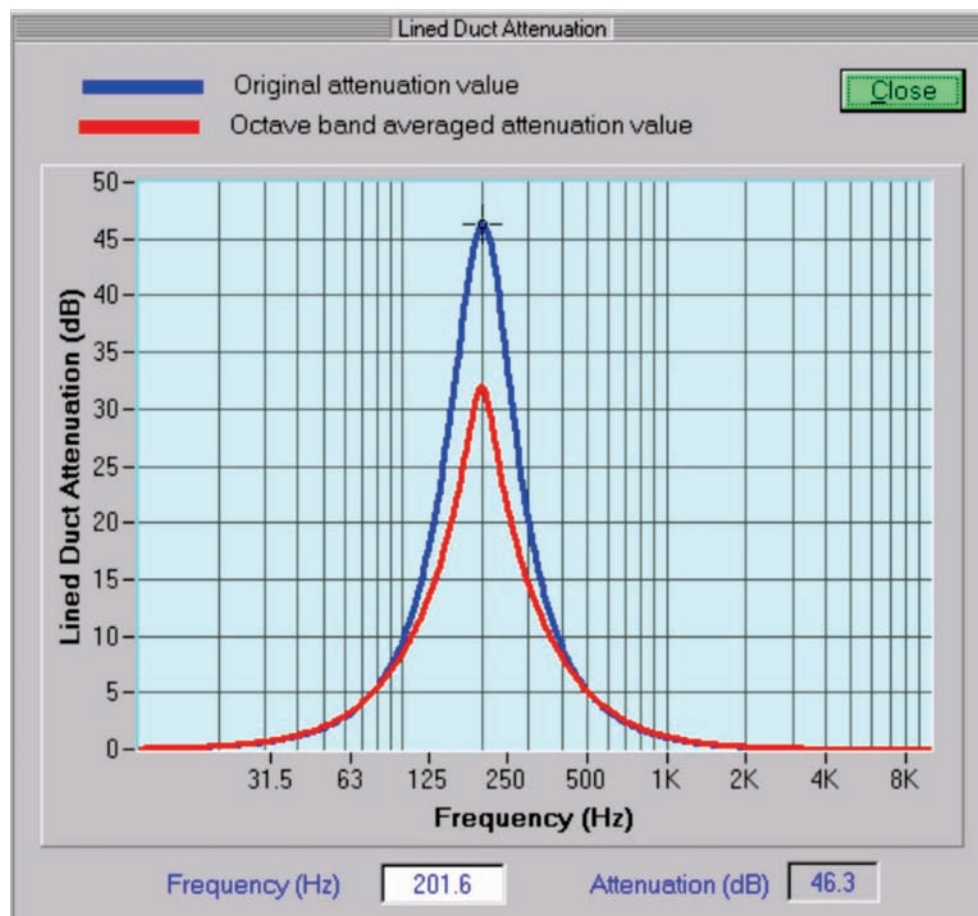 Lined Duct Attenuation
Original attenuation value
Close
Octave band averaged attenuation value
Lined Duct Attenuation (dB)
50
45
40
35
30
25
20
15
10
5
0
31.5 63 125 250 500 1K 2K 4K 8K
Frequency (Hz)
Frequency (Hz) 201.6 Attenuation (dB) 46.3